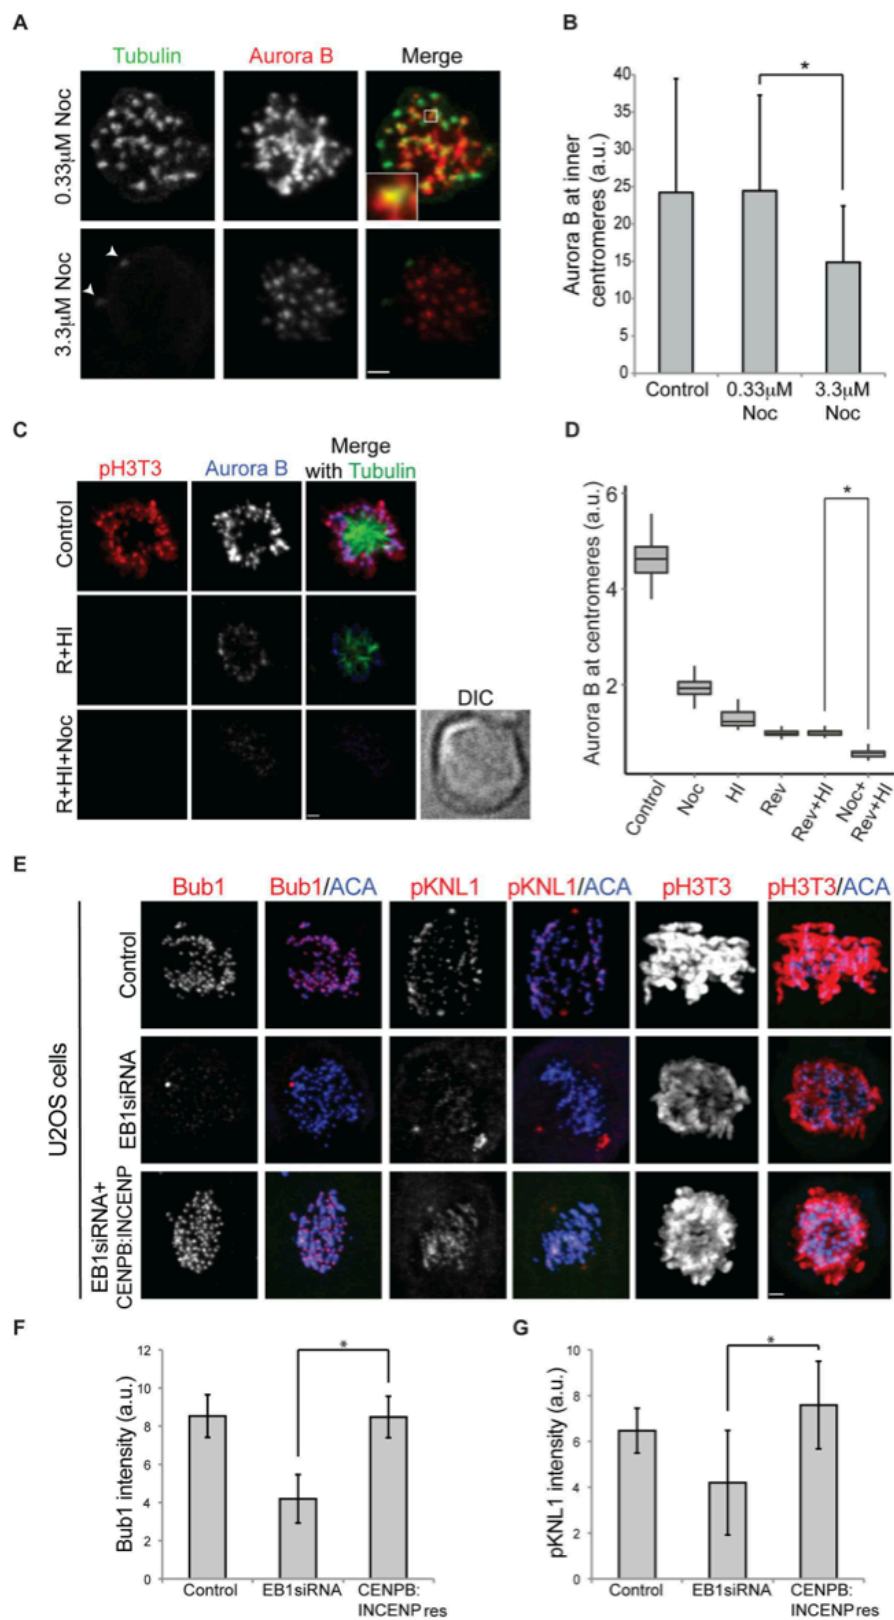 A
Tubulin Aurora B Merge
0.33μM Noc
3.3μM Noc
B
*
Aurora B at inner
centromeres (a.u.)
40
35
30
25
20
15
10
5
0
Control 0.33μM 3.3μM
Noc Noc
C
Merge
pH3T3 Aurora B with Tubulin
Control
R+HI
R+HI+Noc
DIC
D
*
Aurora B at centromeres (a.u.)
6
4
2
Control
Noc
HI
Rev
Rev+HI
Noc+
Rev+HI
E
Bub1 Bub1/ACA pKNL1 pKNL1/ACA pH3T3 pH3T3/ACA
U2OS cells
Control
EB1siRNA
EB1siRNA+
CENPB:INCENP
F
*
Bub1 intensity (a.u.)
12
10
8
6
4
2
0
Control EB1siRNA CENPB:
INCENP res
G
*
pKNL1 intensity (a.u.)
10
8
6
4
2
0
Control EB1siRNA CENPB:
INCENP res